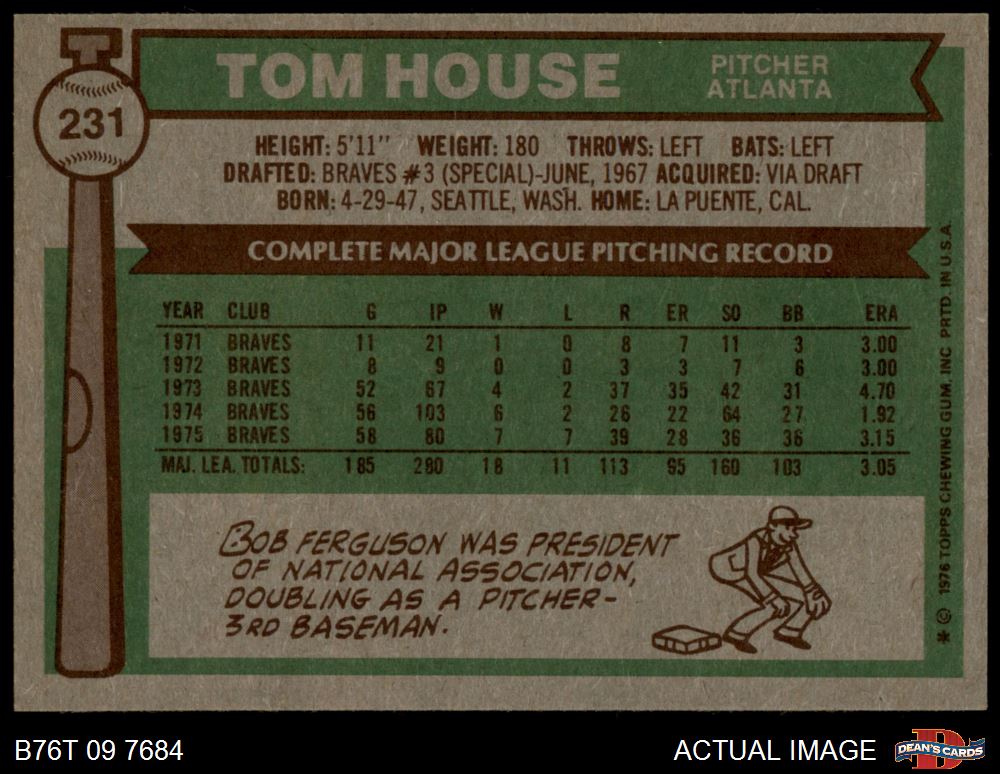 231
TOM HOUSE
PITCHER
ATLANTA
HEIGHT: 5'11" WEIGHT: 180 THROWS: LEFT BATS: LEFT
DRAFTED: BRAVES #3 (SPECIAL)-JUNE, 1967 ACQUIRED: VIA DRAFT
BORN: 4-29-47, SEATTLE, WASH. HOME: LA PUENTE, CAL.
COMPLETE MAJOR LEAGUE PITCHING RECORD
YEAR CLUB G IP W L R ER SO BB ERA
1971 BRAVES 11 21 1 0 8 7 11 3 3.00
1972 BRAVES 8 9 0 0 3 3 7 6 3.00
1973 BRAVES 52 67 4 2 37 35 42 31 4.70
1974 BRAVES 56 103 6 2 26 22 64 27 1.92
1975 BRAVES 58 80 7 7 39 28 36 36 3.15
MAJ. LEA. TOTALS: 185 280 18 11 113 95 160 103 3.05
BOB FERGUSON WAS PRESIDENT
OF NATIONAL ASSOCIATION,
DOUBLING AS A PITCHER-
3RD BASEMAN.
* © 1976 TOPPS CHEWING GUM, INC PRTD. IN U.S.A.
B76T 09 7684
ACTUAL IMAGE
D
DEAN'S CARDS